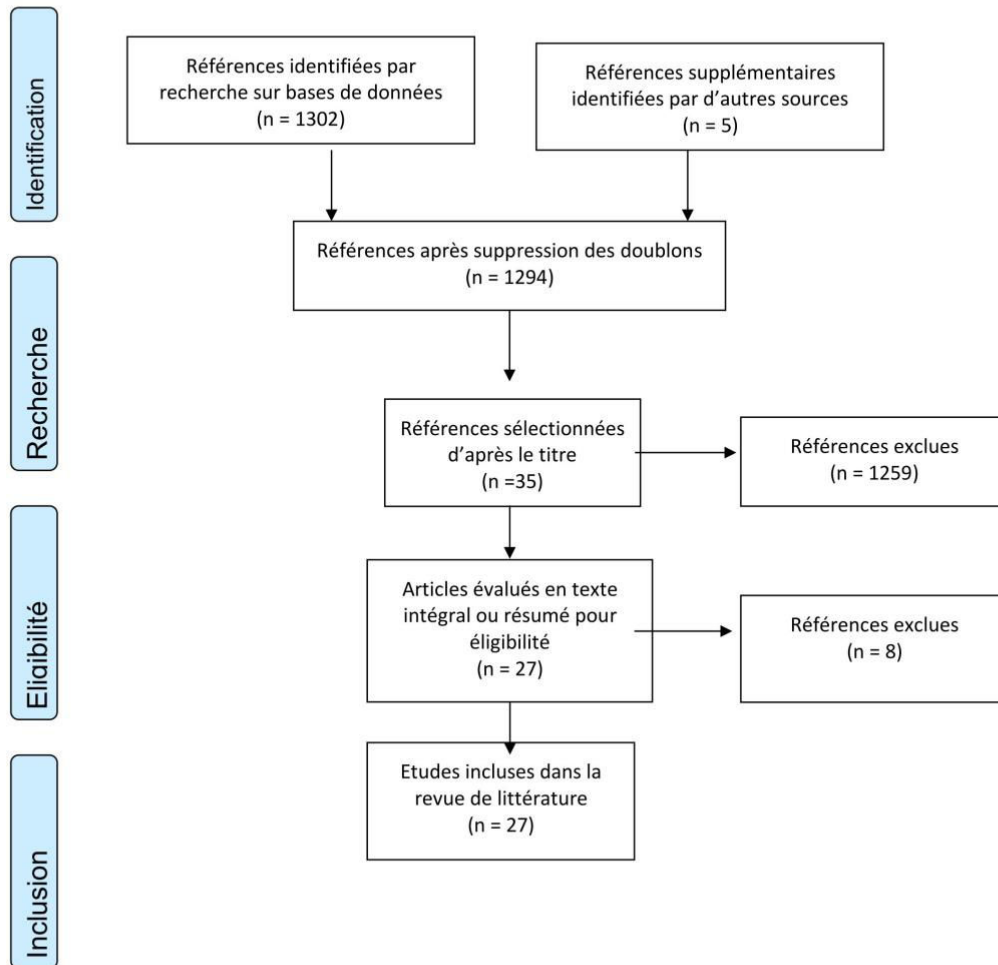 Identification
Références identifiées par
recherche sur bases de données
(n = 1302)
Références supplémentaires
identifiées par d'autres sources
(n = 5)
Références après suppression des doublons
(n = 1294)
Recherche
Références sélectionnées
d'après le titre
(n =35)
Références exclues
(n = 1259)
Eligibilité
Articles évalués en texte
intégral ou résumé pour
éligibilité
(n = 27)
Références exclues
(n = 8)
Etudes incluses dans la
revue de littérature
(n = 27)
Inclusion